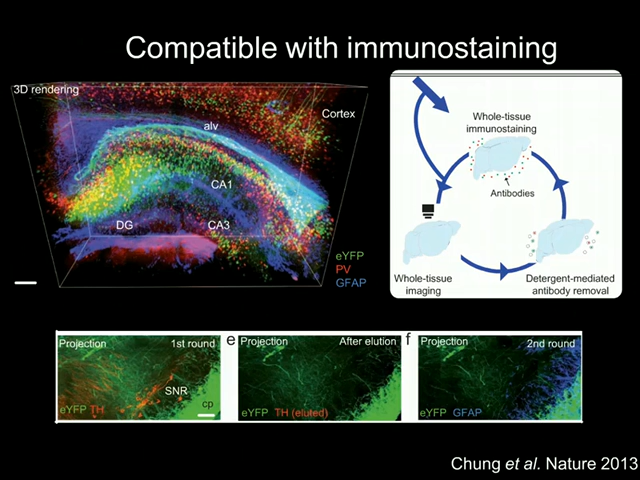 Compatible with immunostaining
3D rendering
Cortex
alv
CA1
DG
CA3
eYFP
PV
GFAP
Whole-tissue
immunostaining
Antibodies
Whole-tissue
imaging
Detergent-mediated
antibody removal
Projection
1st round
SNR
cp
eYFP TH
e
Projection
After elution
eYFP TH (eluted)
f
Projection
2nd round
eYFP GFAP
Chung et al. Nature 2013